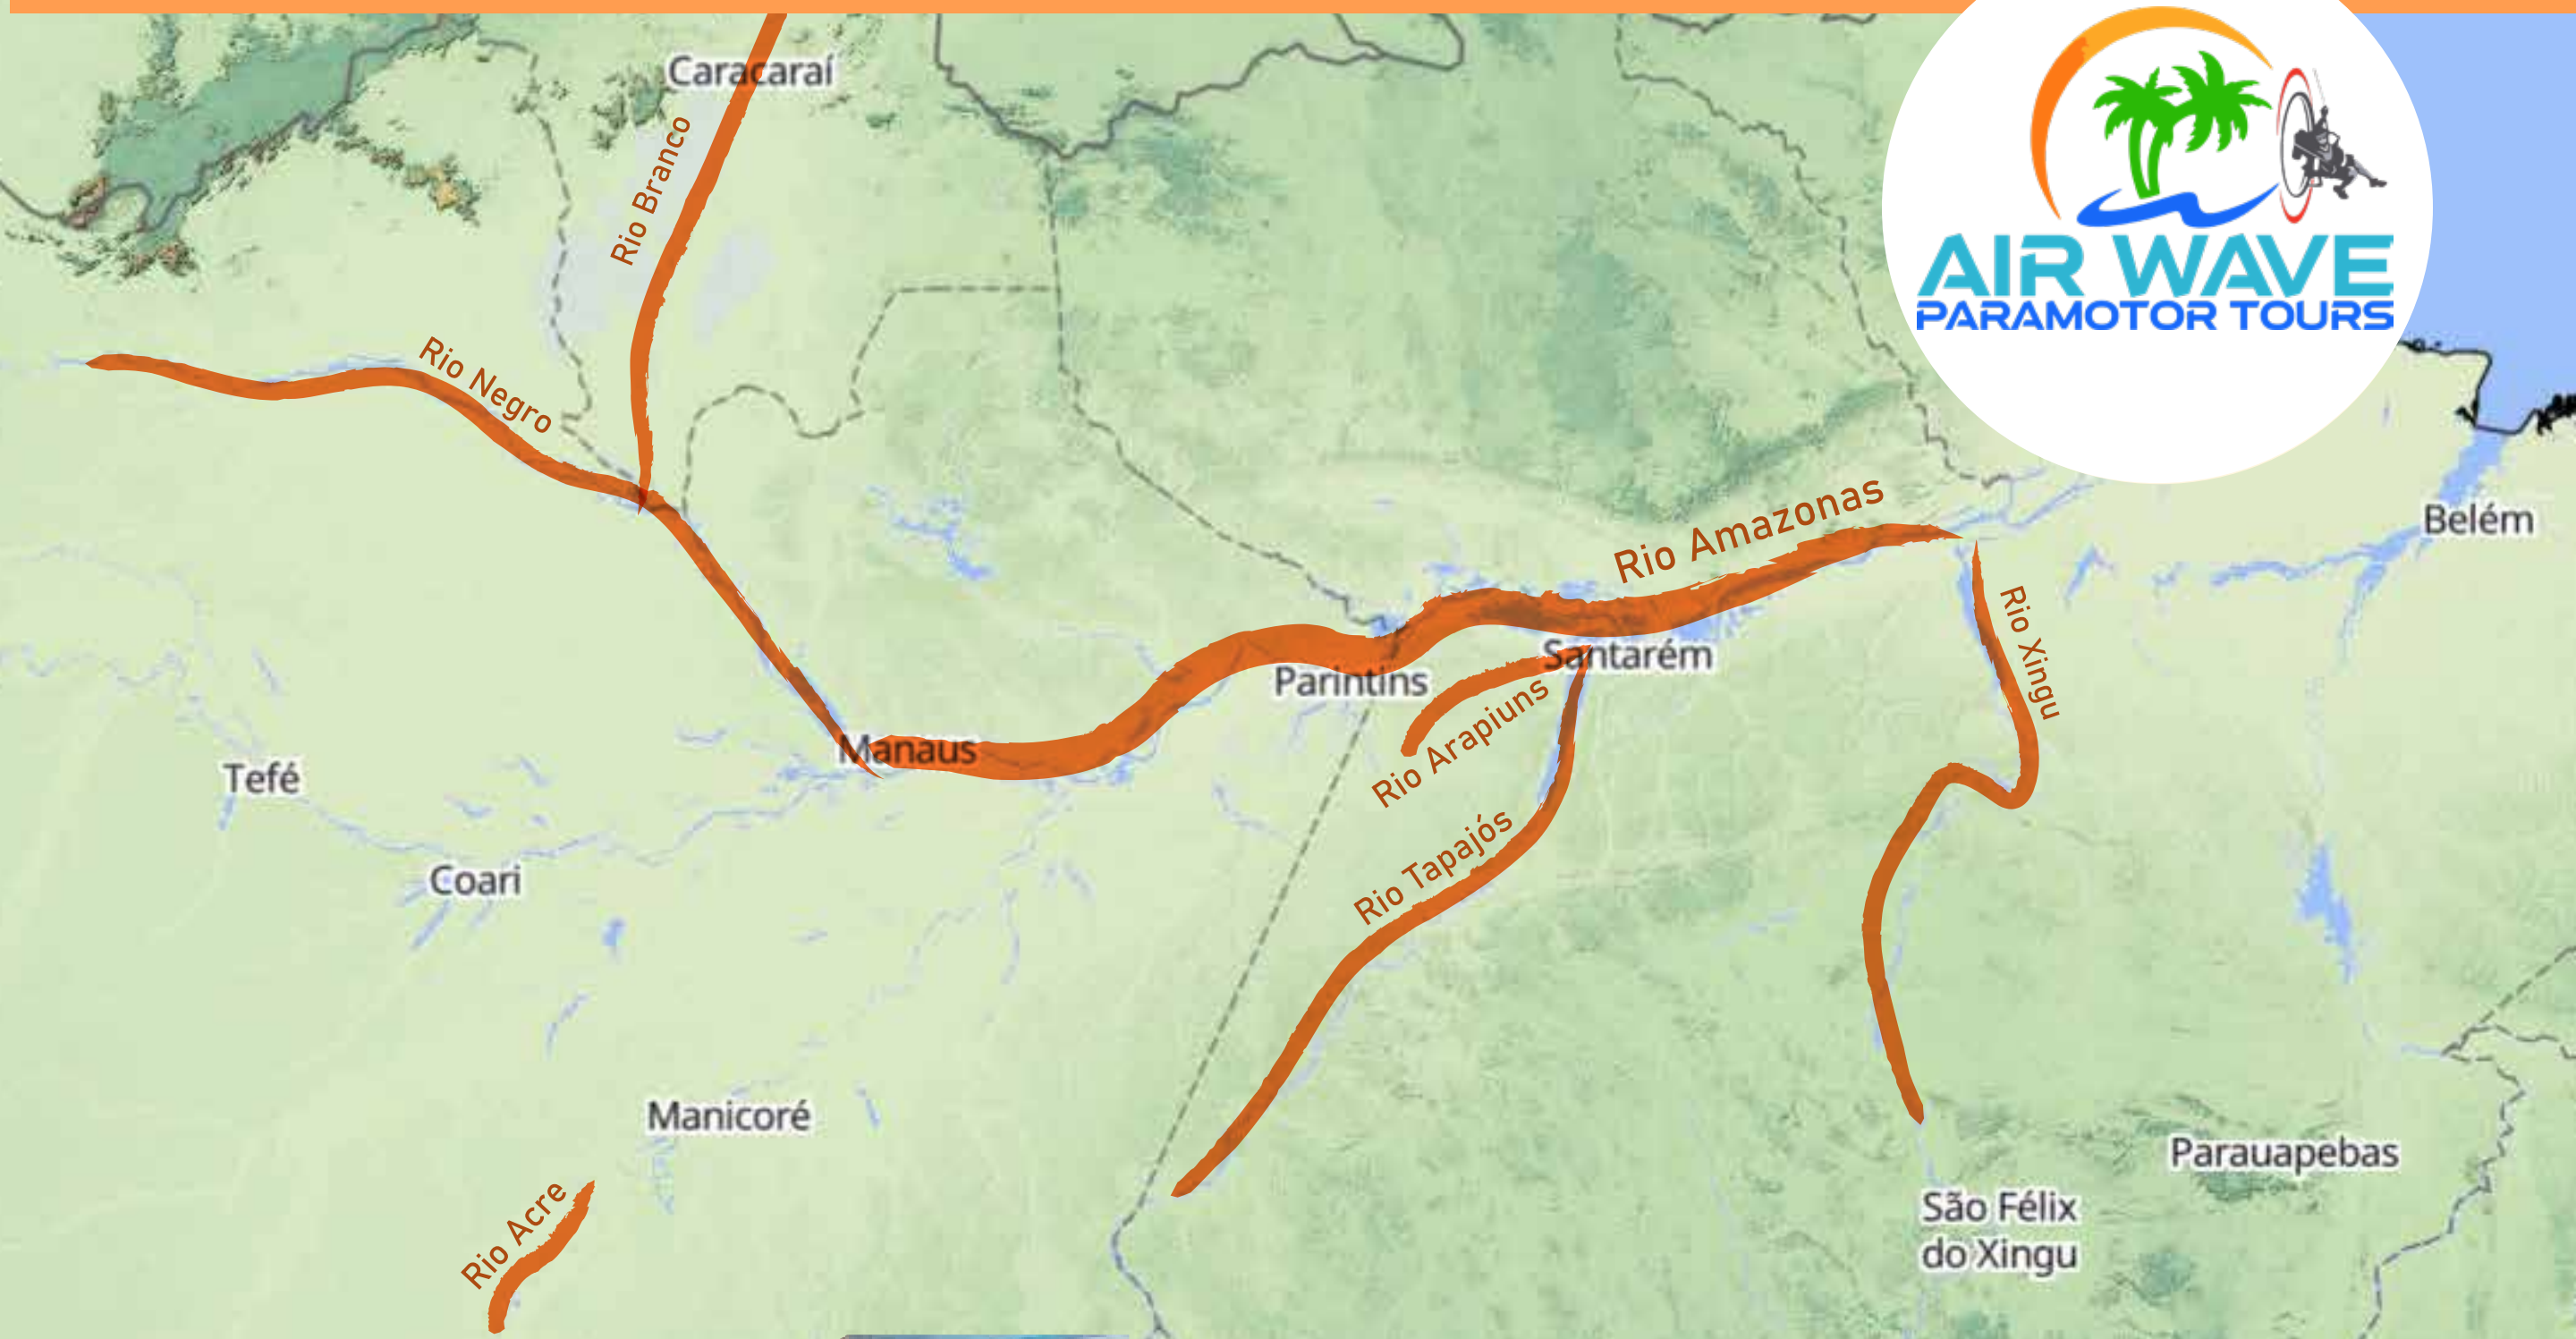 Caracaraí
Rio Branco
AIR WAVE
PARAMOTOR TOURS
Rio Negro
Rio Amazonas
Belém
Rio Xingu
Santarém
Parintins
Rio Arapiuns
Manaus
Tefé
Rio Tapajós
Coari
Manicoré
Parauapebas
São Félix
do Xingu
Rio Acre